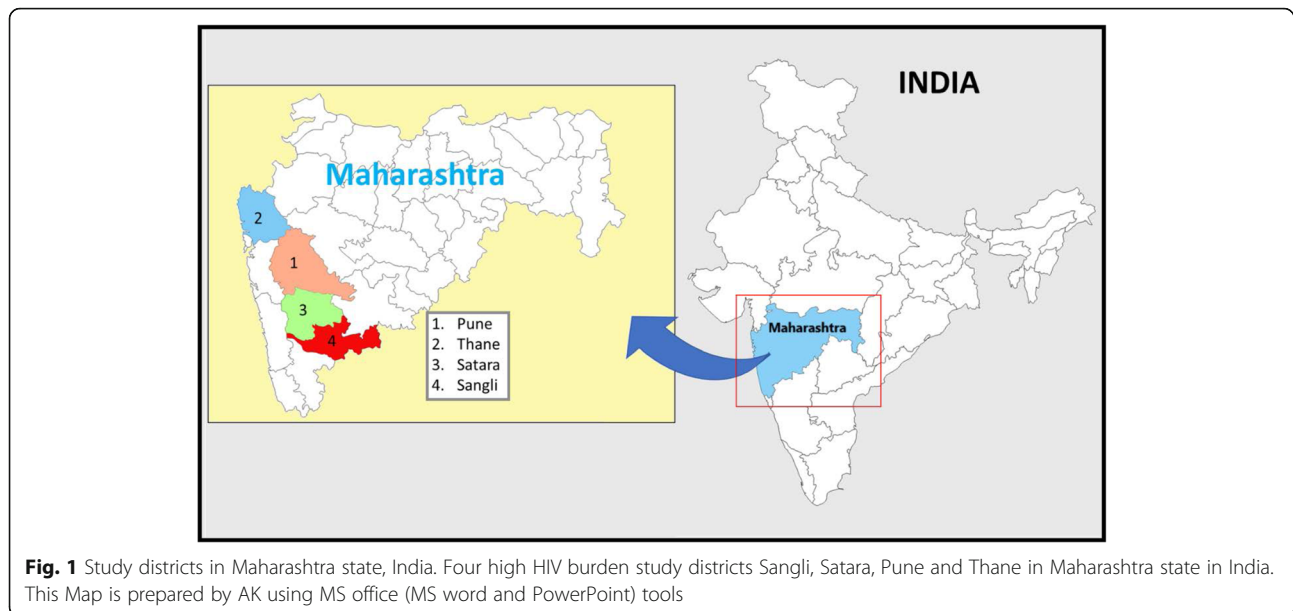 INDIA
Maharashtra
2
1
3
4
1. Pune
2. Thane
3. Satara
4. Sangli
Maharashtra
Fig. 1 Study districts in Maharashtra state, India. Four high HIV burden study districts Sangli, Satara, Pune and Thane in Maharashtra state in India.
This Map is prepared by AK using MS office (MS word and PowerPoint) tools